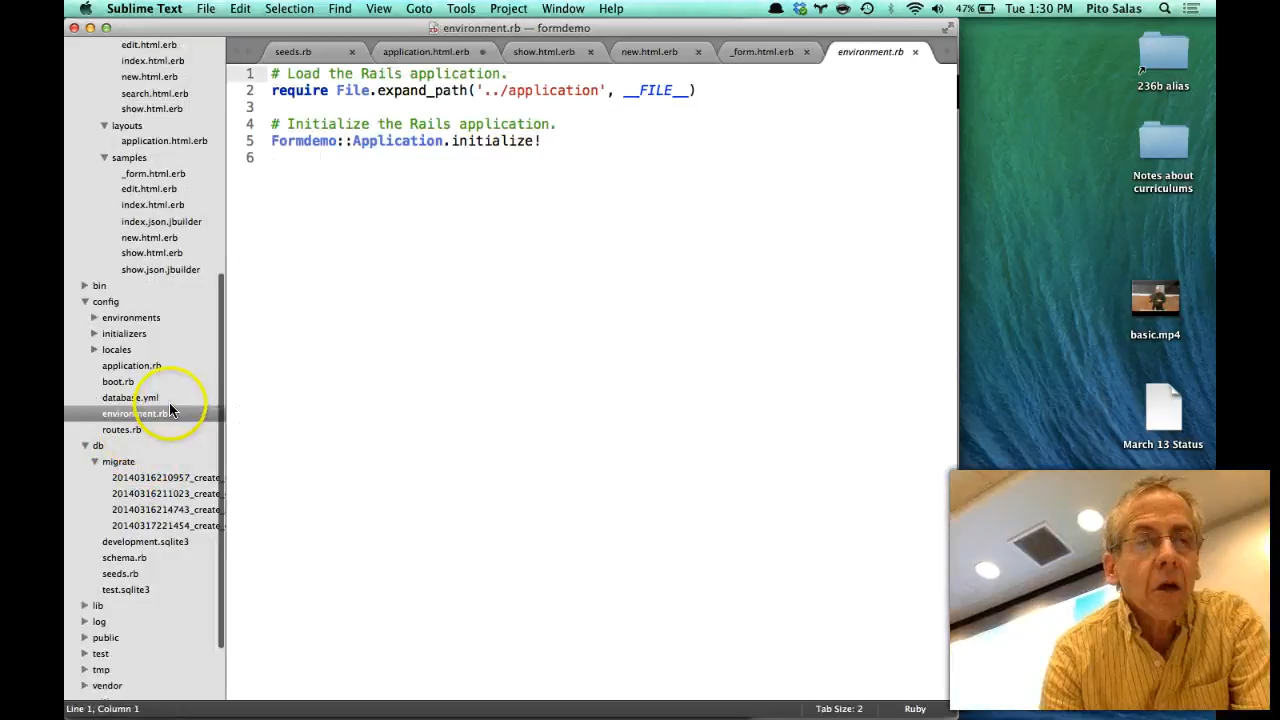 Sublime Text File Edit Selection Find View Goto Tools Project Window Help 47% Tue 1:30 PM Pito Salas
environment.rb — formdemo
seeds.rb × application.html.erb show.html.erb × new.html.erb × _form.html.erb × environment.rb ×
edit.html.erb
index.html.erb
new.html.erb
search.html.erb
show.html.erb
layouts
application.html.erb
samples
_form.html.erb
edit.html.erb
index.html.erb
index.json.jbuilder
new.html.erb
show.html.erb
show.json.jbuilder
bin
config
environments
initializers
locales
application.rb
boot.rb
database.yml
environment.rb
routes.rb
db
migrate
20140316210957_create_
20140316211023_create_
20140316214743_create_
20140317221454_create_
development.sqlite3
schema.rb
seeds.rb
test.sqlite3
lib
log
public
test
tmp
vendor
1 # Load the Rails application.
2 require File.expand_path('../application', __FILE__)
3
4 # Initialize the Rails application.
5 Formdemo::Application.initialize!
6
Line 1, Column 1 Tab Size: 2 Ruby
236b alias
Notes about
curriculums
basic.mp4
March 13 Status